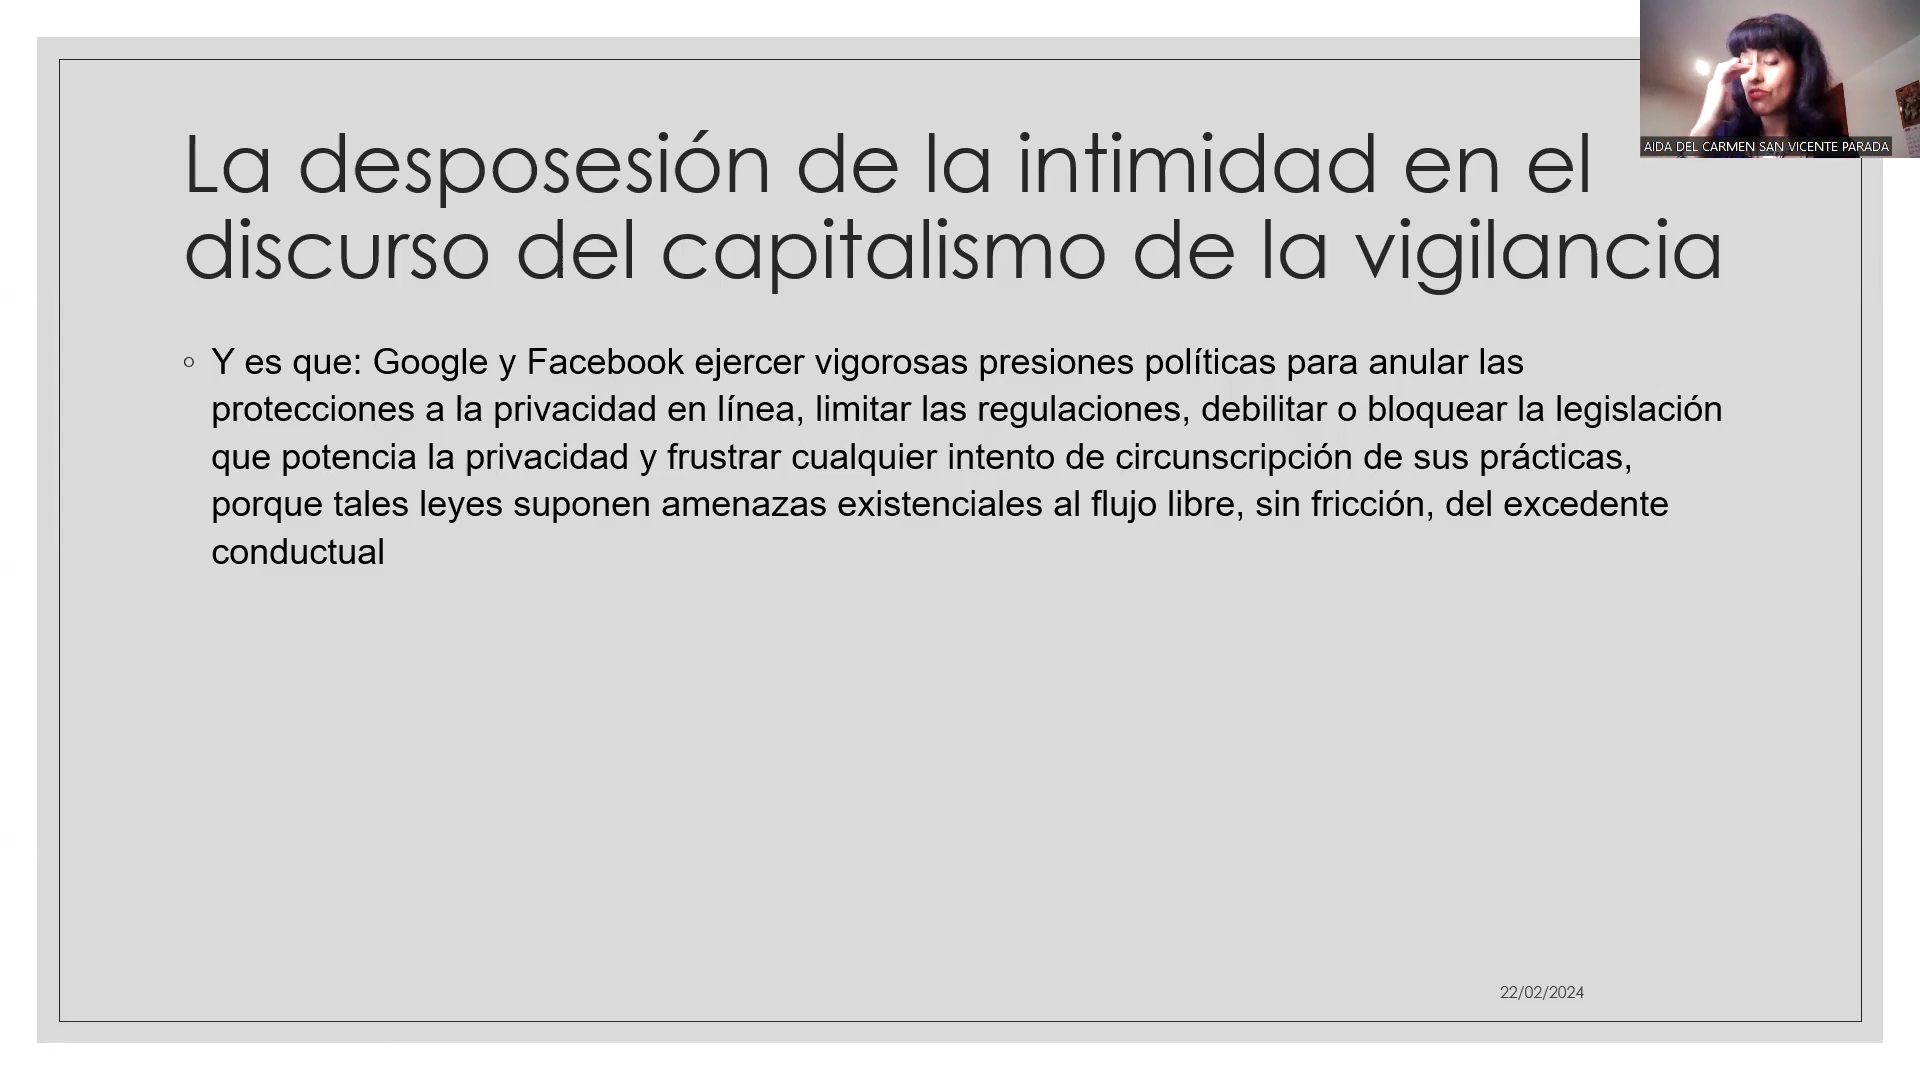 AIDA DEL CARMEN SAN VICENTE PARADA
La desposesión de la intimidad en el
discurso del capitalismo de la vigilancia
Y es que: Google y Facebook ejercer vigorosas presiones políticas para anular las
protecciones a la privacidad en línea, limitar las regulaciones, debilitar o bloquear la legislación
que potencia la privacidad y frustrar cualquier intento de circunscripción de sus prácticas,
porque tales leyes suponen amenazas existenciales al flujo libre, sin fricción, del excedente
conductual
22/02/2024